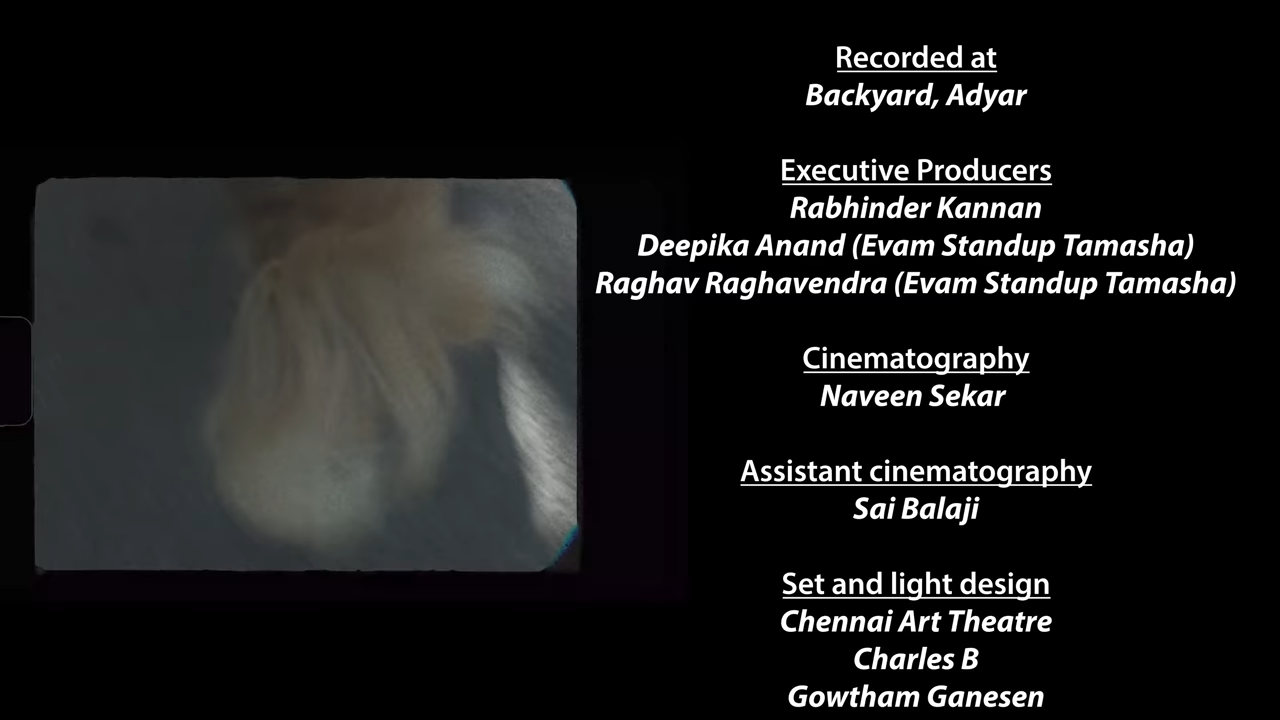 Recorded at
Backyard, Adyar
Executive Producers
Rabhinder Kannan
Deepika Anand (Evam Standup Tamasha)
Raghav Raghavendra (Evam Standup Tamasha)
Cinematography
Naveen Sekar
Assistant cinematography
Sai Balaji
Set and light design
Chennai Art Theatre
Charles B
Gowtham Ganesen